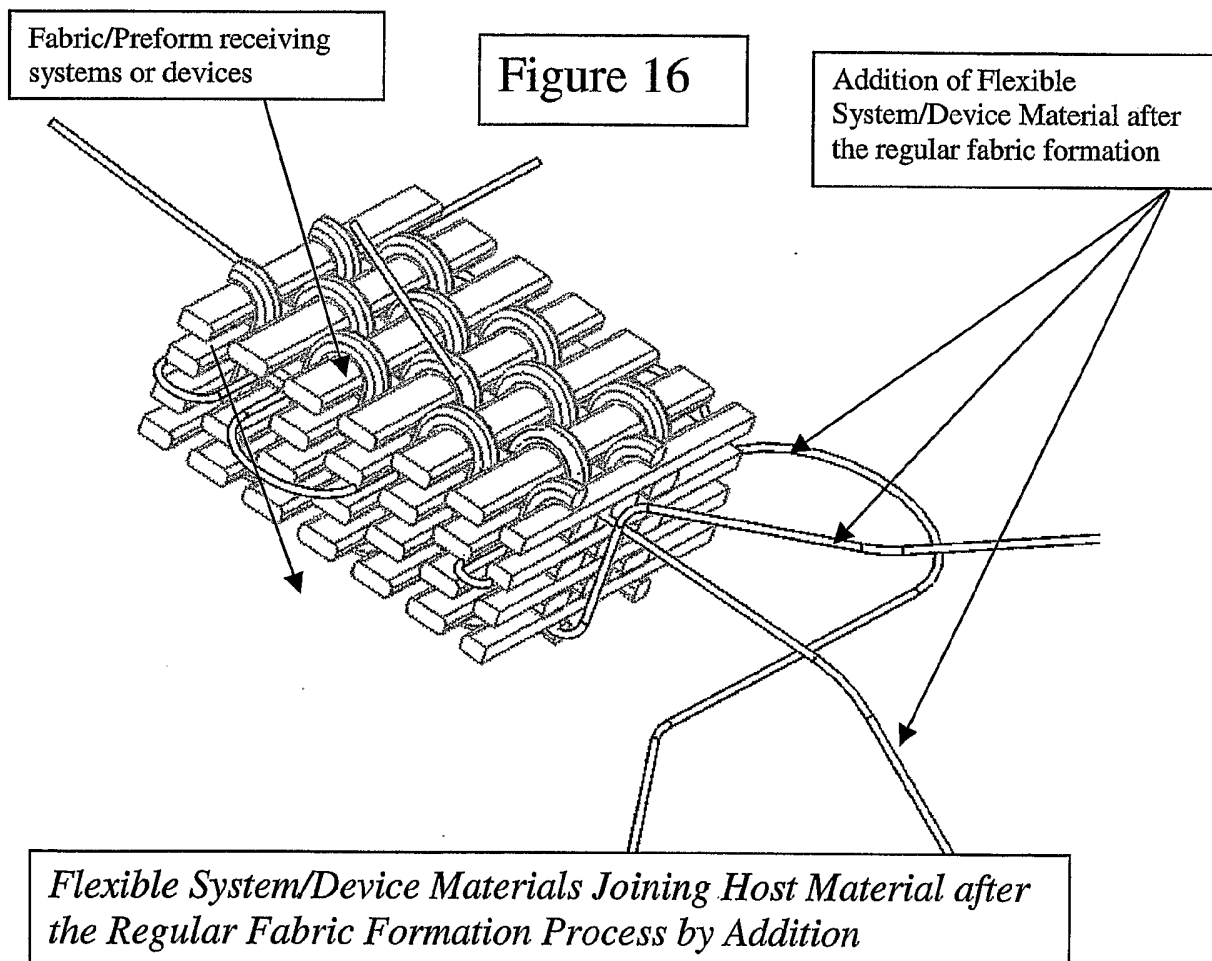 Fabric/Preform receiving
systems or devices
Figure 16
Addition of Flexible
System/Device Material after
the regular fabric formation
Flexible System/Device Materials Joining Host Material after
the Regular Fabric Formation Process by Addition